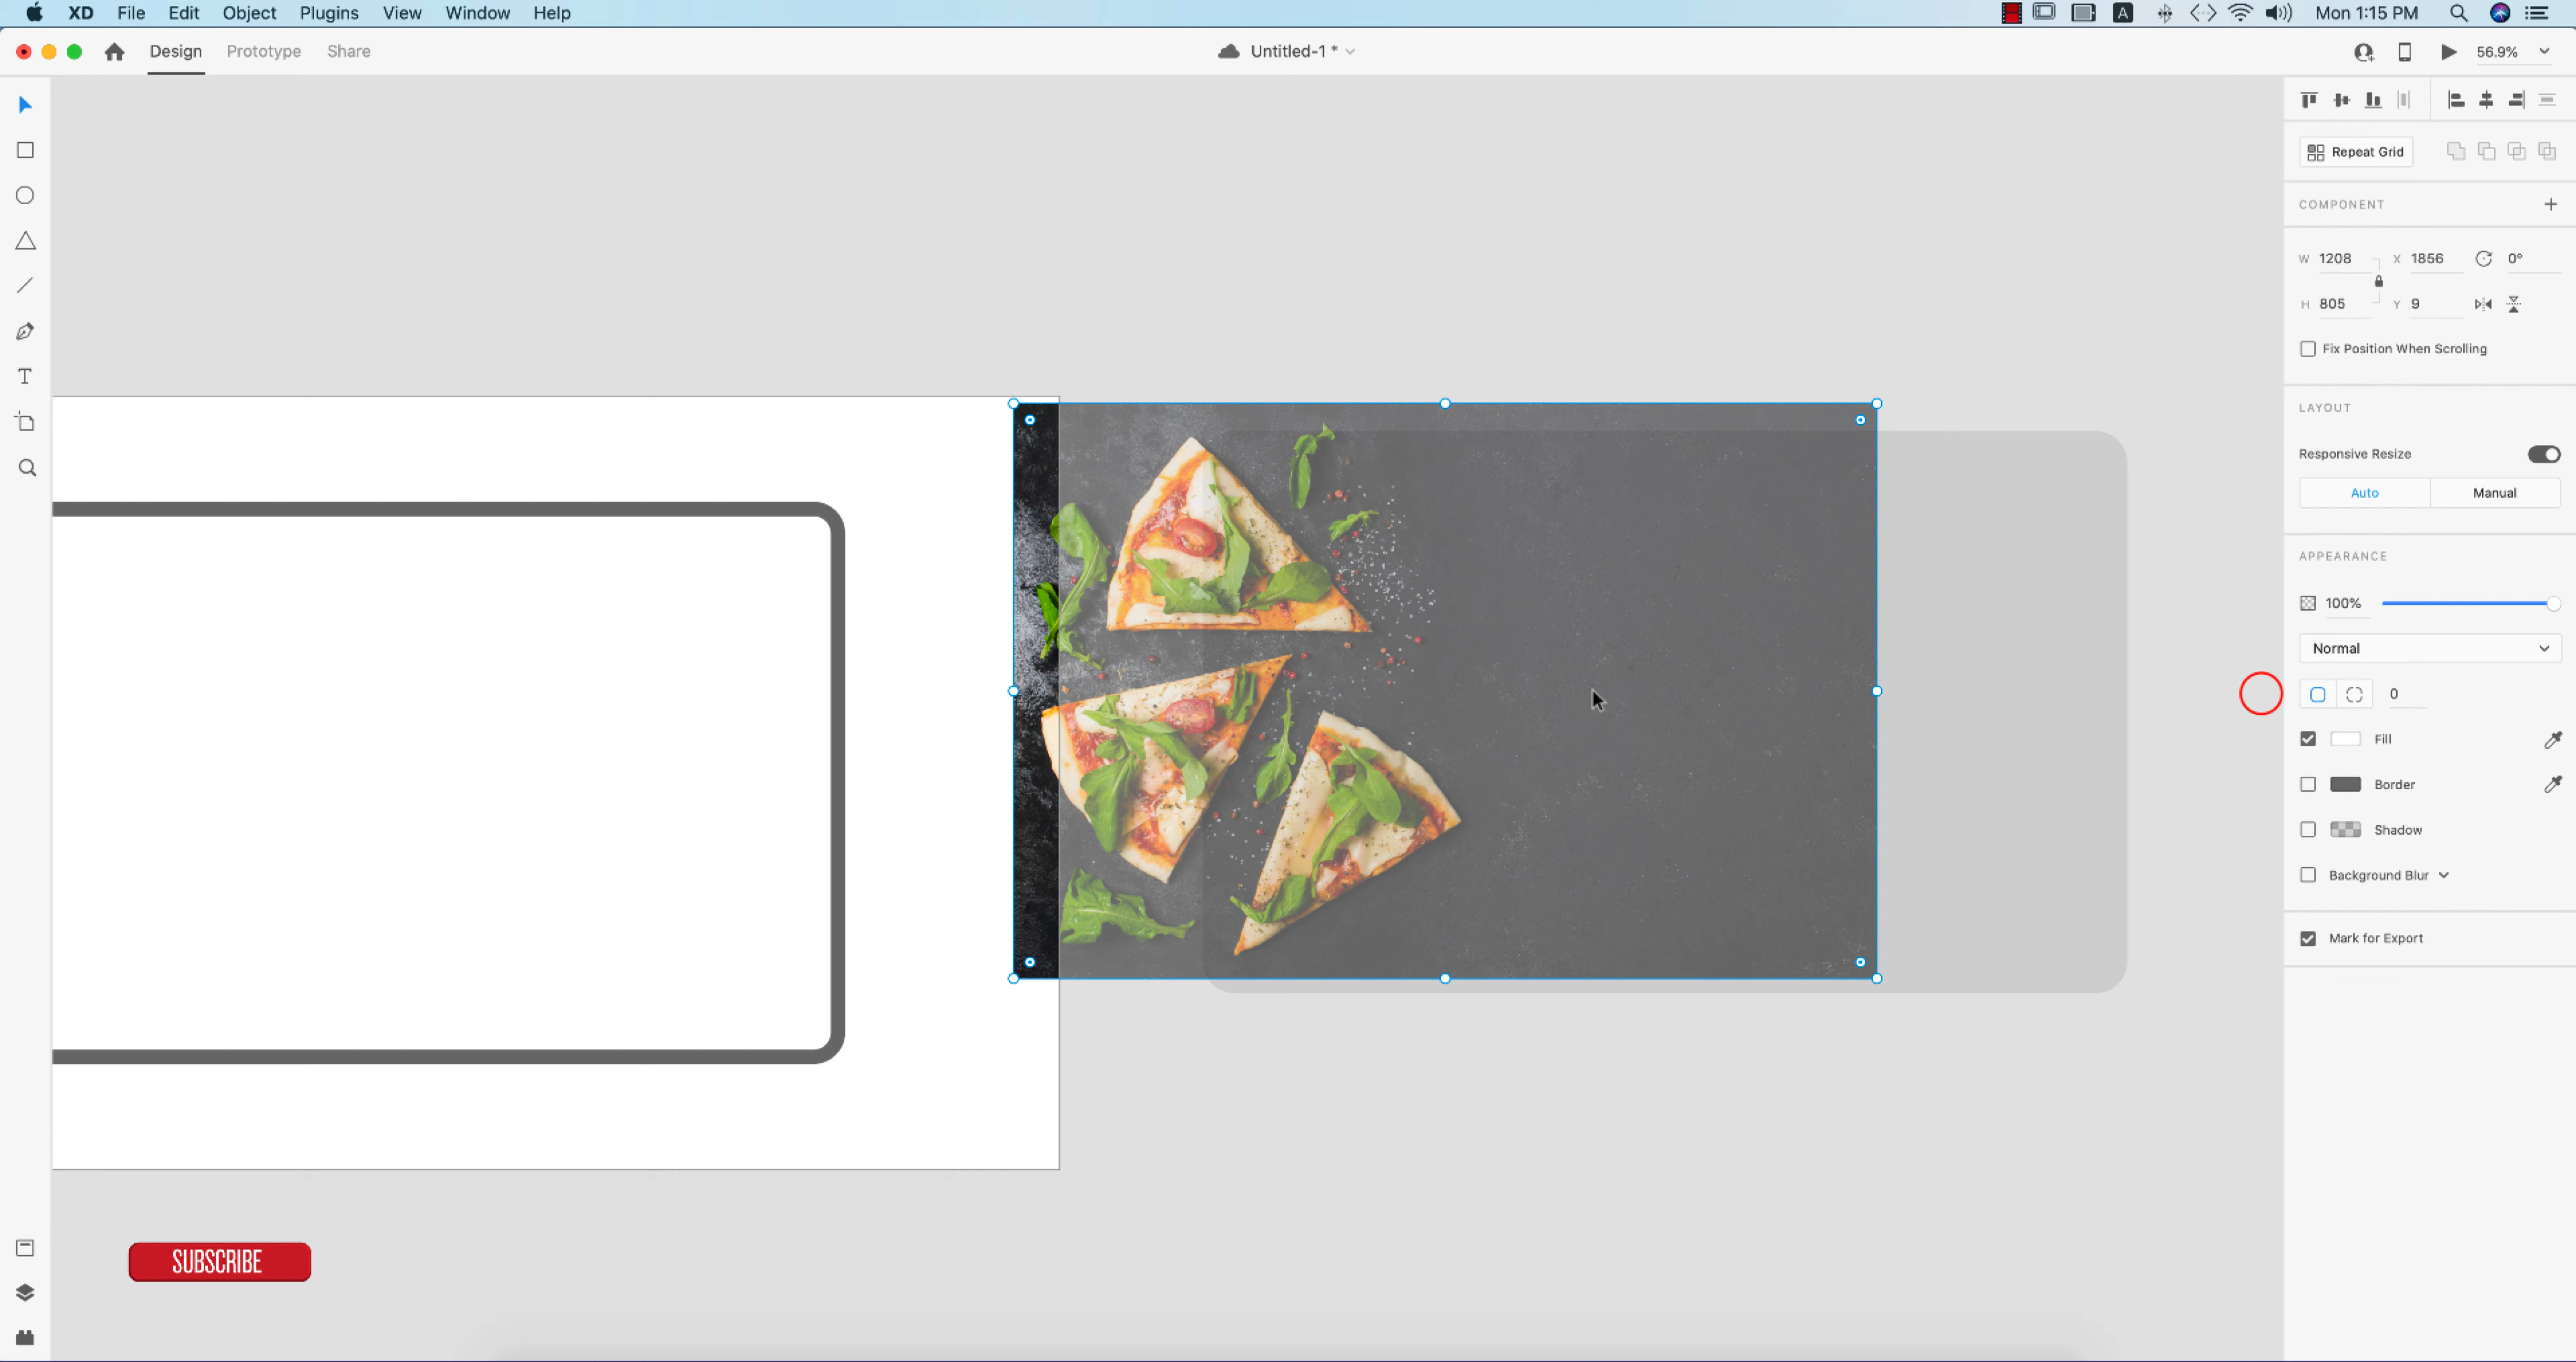 XD File Edit Object Plugins View Window Help A Mon 1:15 PM
Design Prototype Share Untitled-1 * 56.9%
Repeat Grid
COMPONENT
W 1208 X 1856 0°
H 805 Y 9
Fix Position When Scrolling
LAYOUT
Responsive Resize
Auto Manual
APPEARANCE
100%
Normal
0
Fill
Border
Shadow
Background Blur
Mark for Export
T
SUBSCRIBE